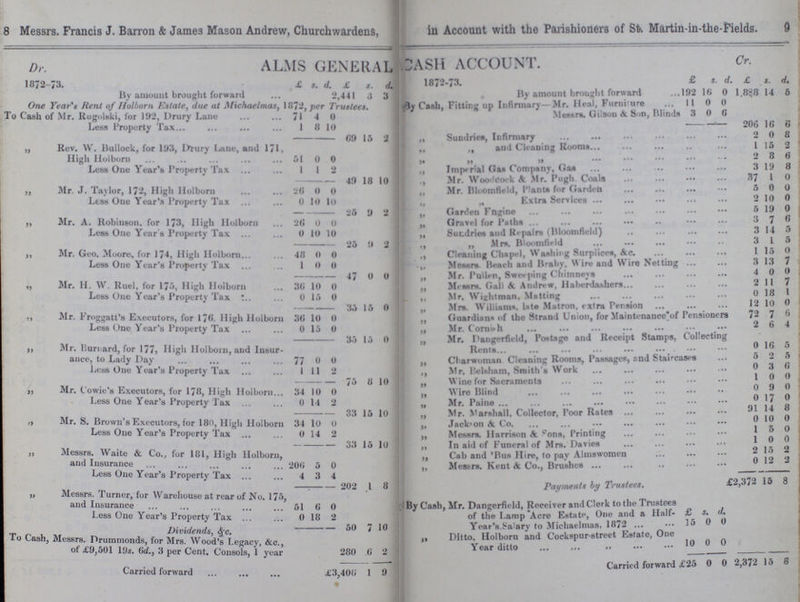 8 Messrs. Francis J. Barron & James Mason Andrew, Churchwardens,
Dr. ALMS GENERAL
1872-73. £ s. d. £ s. d.
By amount brought forward ... 2,441 3 3
One Year's Rent of Holborn Estate, due at Michaelmas, 1872, per Trustees.
To Cash of Mr. Rugolski, for 192, Drury Lane ... 71 4 0
Less Property Tax... ... ... ... 1 8 10
69 15 2
„ Rev. W. Bullock, for 193, Drury Lane, and 171,
High Holborn ... ... ... ... 51 0 0
Less One Year's Property Tax ... ... 1 1 2
49 18 10
„ Mr. J. Taylor, 172, High Holborn ... ... 26 0 0
Less One Year's Property Tax ... ... 0 10 10
25 9 2
„ Mr. A. Robinson, for 173, High Holborn ... 26 0 0
Less One Year's Property Tax ... ... 0 10 10
25 9 2
„ Mr. Geo. Moore, for 174, High Holborn... ... 48 0 0
Less One Year's Property Tax ... ... 1 0 0
47 0 0
„ Mr. H. W. Ruel, for 175, High Holborn ... 36 10 0
Less One Year's Property Tax ... 0 15 0
35 15 0
„ Mr. Froggatt's Executors, for 176, High Holborn 36 10 0
Less One Year's Property Tax ... ... 0 15 0
35 15 0
„ Mr. Burnard, for 177, High Holborn, and Insur-
ance, to Lady Day ... ... ... 77 0 0
Less One Year's Property Tax ... ... 1 11 2
75 8 10
„ Mr. Cowie's Executors, for 178, High Holborn... 34 10 0
Less One Year's Property Tax ... ... 0 14 2
33 15 10
„ Mr. S. Brown's Executors, for 180, High Holborn 34 10 0
Less One Year's Property Tax ... ... 0 14 2
33 15 10
„ Messrs. Waite & Co., for 181, High Holborn,
and Insurance ... ... ... ... 206 5 0
Less One Year's Property Tax ... ... 4 3 4
202 1 8
„ Messrs. Turner, for Warehouse at rear of No. 175,
and Insurance ... ... ... ... 51 6 0
Less One Year's Property Tax ... ... 0 18 2
50 7 10
Dividends, &c.
To Cash, Messrs. Drummonds, for Mrs. Wood's Legacy, &c.,
of £9,501 19s. 6d., 3 per Cent. Consols, 1 year 280 6 2
Carried forward ... ... ... £3,406 1 9
in Account with the Parishioners of St. Martin-in-the-Fields. 9
CASH ACCOUNT. Cr.
1872-73. £ s. d. £ s. d.
By amount brought forward ...192 16 0 1,888 14 5
By Cash, Fitting up Infirmary—Mr. Heal, Furniture ... 11 0 0
Messrs. Gilson & Son, Blinds 3 0 6
206 16 6
„ Sundries, Infirmary ... ... ... ... 2 0 8
„ „ and Cleaning Rooms... ... ... ... 1 15 2
„ „ „ ... ... ... ... 2 8 6
„ Imperial Gas Company, Gas ... ... ... 3 19 8
„ Mr. Woodcock & Mr. Pugh, Coals ... ... 37 1 0
„ Mr. Bloomfield, Plants for Garden ... ... 5 0 0
„ „ Extra Services ... ... ... 2 10 0
„ Garden Engine ... ... ... ... 5 19 0
„ Gravel for Paths ... ... ... ... 3 7 6
„ Sundries and Repairs (Bloomfield) ... ... 3 14 5
„ „ Mrs. Bloomfield ... ... ... 3 1 5
„ Cleaning Chapel, Washing Surplices, &c. ... ... 1 15 0
„ Messrs. Beach and Braby, Wire and Wire Netting ... 3 13 7
„ Mr. Pullen, Sweeping Chimneys ... ... 4 0 0
„ Messrs. Gall & Andrew, Haberdashers... ... 2 11 7
„ Mr. Wightman, Matting ... ... ... 0 18 1
„ Mrs. Williams, late Matron, extra Pension ... ... 12 10 0
„ Guardians of the Strand Union, for Maintenance of Pensioners 72 7 6
„ Mr. Cornish ... ... ... ... 2 6 4
„ Mr. Dangerfield, Postage and Receipt Stamps, Collecting
Rents... ... ... ... ... 0 16 5
„ Charwoman Cleaning Rooms, Passages, and Staircases ... 5 2 5
„ Mr. Belsham, Smith's Work ... ... ... 0 3 6
„ Wine for Sacraments ... ... ... 1 0 0
„ Wire Blind ... ... ... ... 0 9 0
„ Mr. Paine ... ... ... ... 0 17 0
„ Mr. Marshall, Collector, Poor Rates ... ... 91 14 8
„ Jackson & Co. ... ... ... ... 0 10 0
„ Messrs. Harrison & Sons, Printing ... ... 1 5 0
„ In aid of Funeral of Mrs. Davies ... ... 1 0 0
„ Cab and 'Bus Hire, to pay Almswomen ... ... 2 15 2
„ Messrs. Kent & Co., Brushes ... ... ... 0 12 2
£2,372 15 8
Payments by Trustees.
By Cash, Mr. Dangerfield, Receiver and Clerk to the Trustees
of the Lamp Acre Estate, One and a Half- £ s. d.
Year's Salary to Michaelmas, 1872 ... ... 15 0 0
„ Ditto, Holborn and Cockspur-street Estate, One
Year ditto ... ... ... ... 10 0 0
Carried forward £25 0 0 2,372 15 8